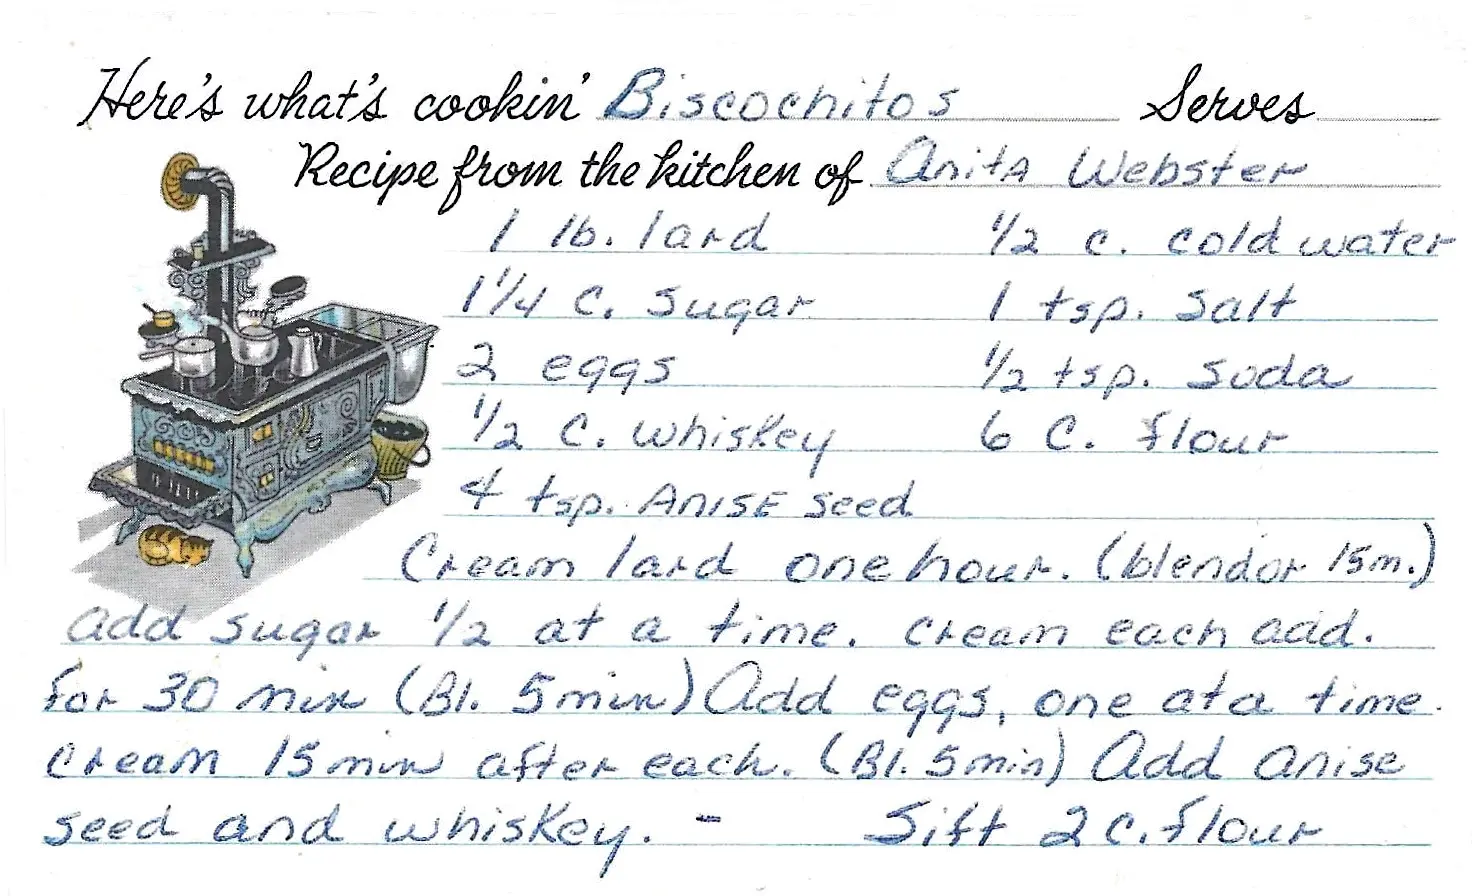 Here's what's cookin' Biscochitos Serves
Recipe from the kitchen of Anita Webster
1 lb. lard 1/2 c. cold water
1 1/4 C. Sugar 1 tsp. Salt
2 eggs 1/2 tsp. Soda
1/2 C. whiskey 6 C. flour
4 tsp. ANISE Seed
Cream lard one hour. (blendor 15m.)
add sugar 1/2 at a time. cream each add.
for 30 min (Bl. 5 min) Add eggs, one at a time.
cream 15 min after each. (Bl. 5 min) Add anise
seed and whiskey. - Sift 2 C. flour